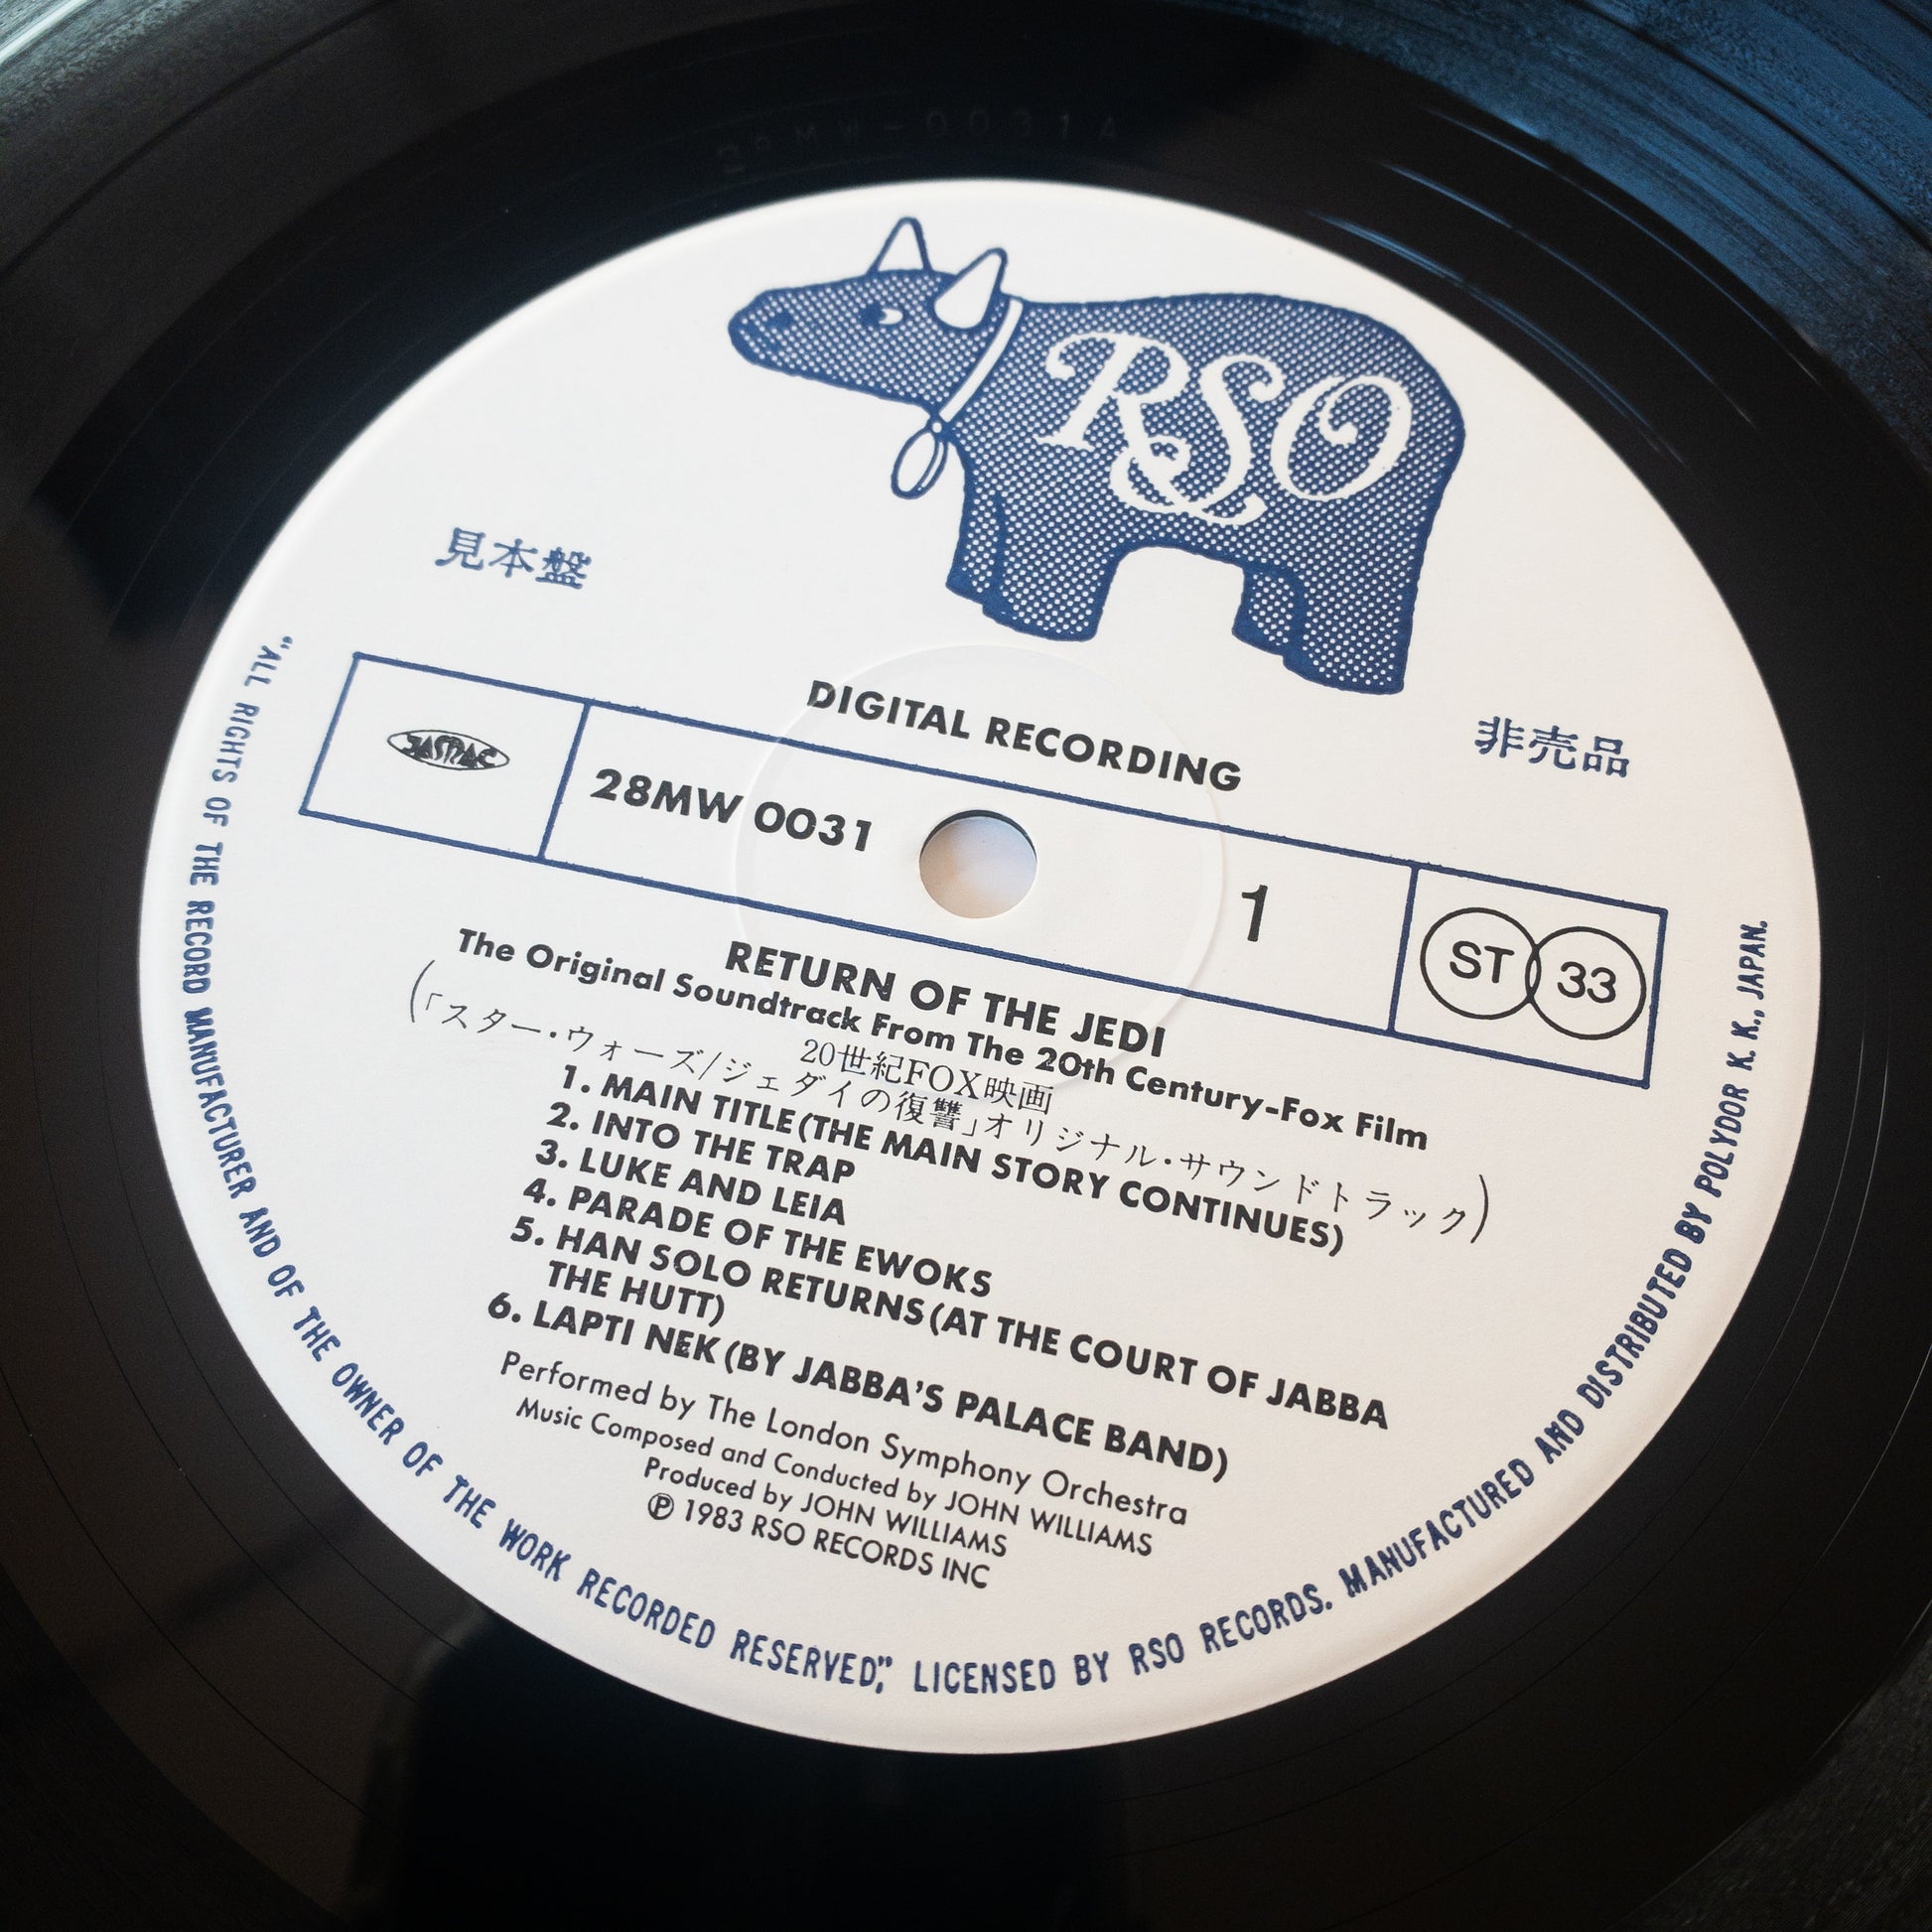 28MW-0031A
RSO
見本盤
非売品
DIGITAL RECORDING
JASRAC
28MW 0031
1
ST 33
RETURN OF THE JEDI
The Original Soundtrack From The 20th Century-Fox Film
20世紀FOX映画
(「スター・ウォーズ/ジェダイの復讐」オリジナル・サウンドトラック)
1. MAIN TITLE (THE MAIN STORY CONTINUES)
2. INTO THE TRAP
3. LUKE AND LEIA
4. PARADE OF THE EWOKS
5. HAN SOLO RETURNS (AT THE COURT OF JABBA
THE HUTT)
6. LAPTI NEK (BY JABBA'S PALACE BAND)
Performed by The London Symphony Orchestra
Music Composed and Conducted by JOHN WILLIAMS
Produced by JOHN WILLIAMS
℗ 1983 RSO RECORDS INC
"ALL RIGHTS OF THE RECORD MANUFACTURER AND OF THE OWNER OF THE WORK RECORDED RESERVED," LICENSED BY RSO RECORDS. MANUFACTURED AND DISTRIBUTED BY POLYDOR K. K., JAPAN.